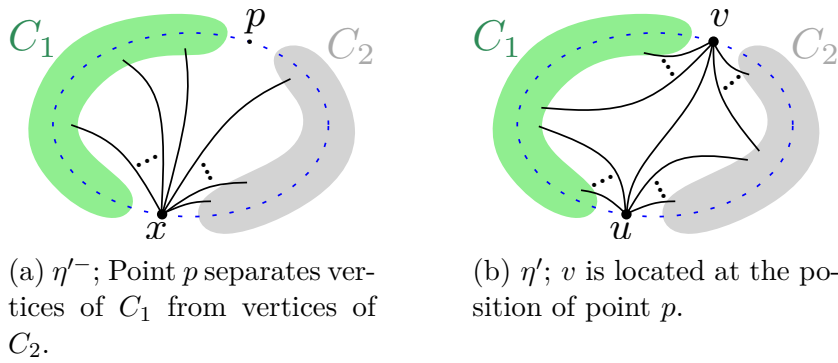 C₁ p C₂ x
C₁ v C₂ u
(a) η′⁻; Point p separates ver-
tices of C₁ from vertices of
C₂.
(b) η′; v is located at the po-
sition of point p.